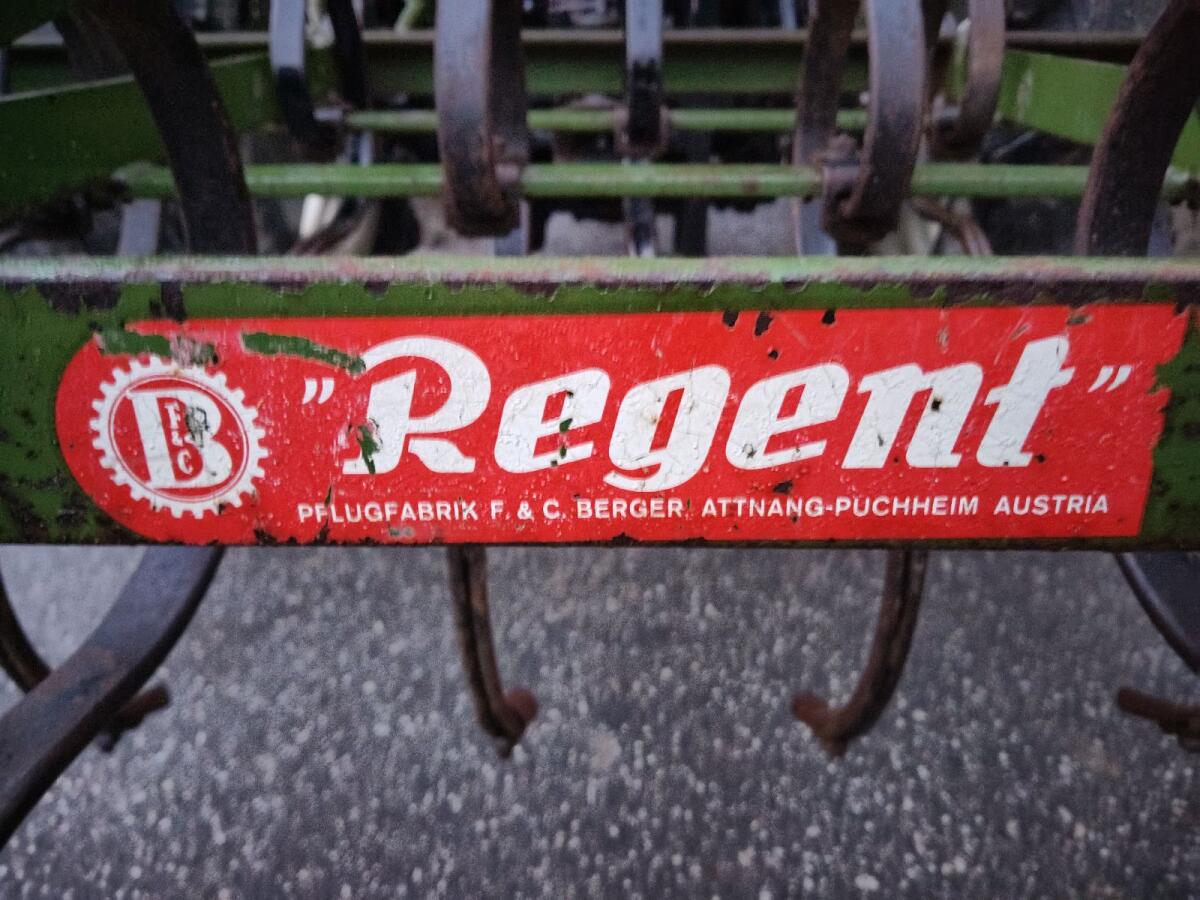 B
F&C
"Regent"
PFLUGFABRIK F. & C. BERGER ATTNANG-PUCHHEIM AUSTRIA